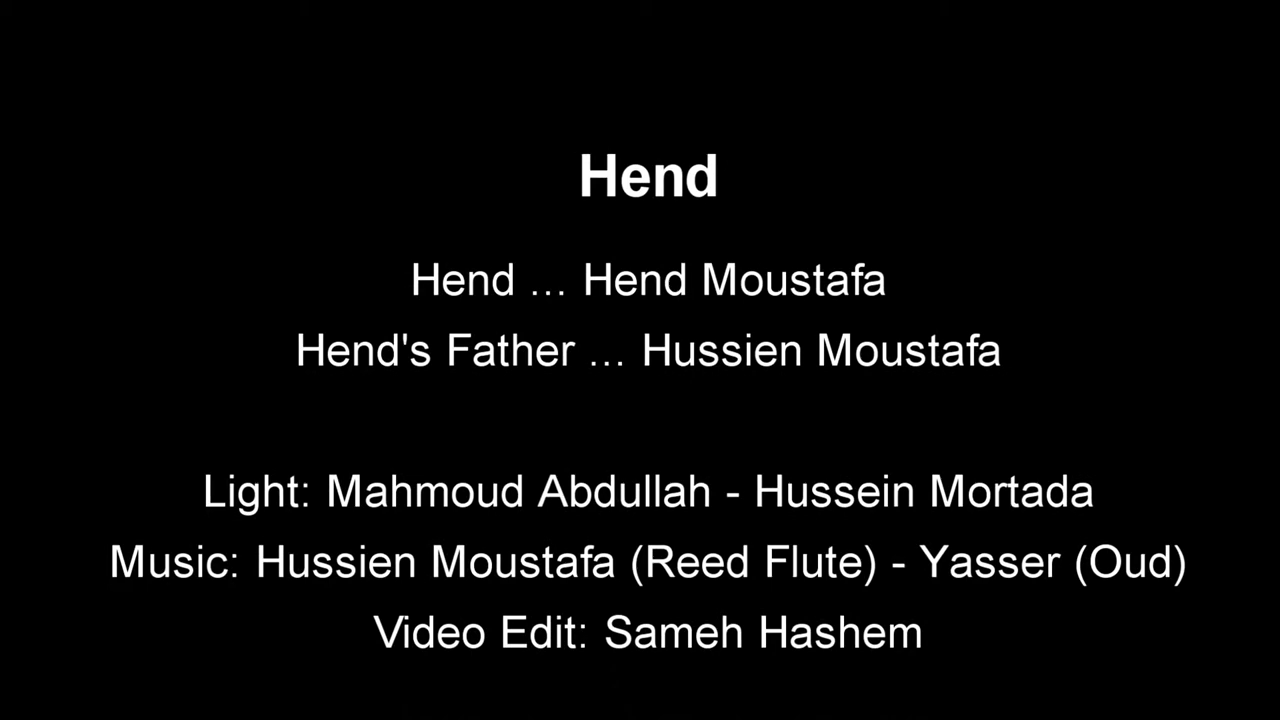 Hend
Hend ... Hend Moustafa
Hend's Father ... Hussien Moustafa
Light: Mahmoud Abdullah - Hussein Mortada
Music: Hussien Moustafa (Reed Flute) - Yasser (Oud)
Video Edit: Sameh Hashem